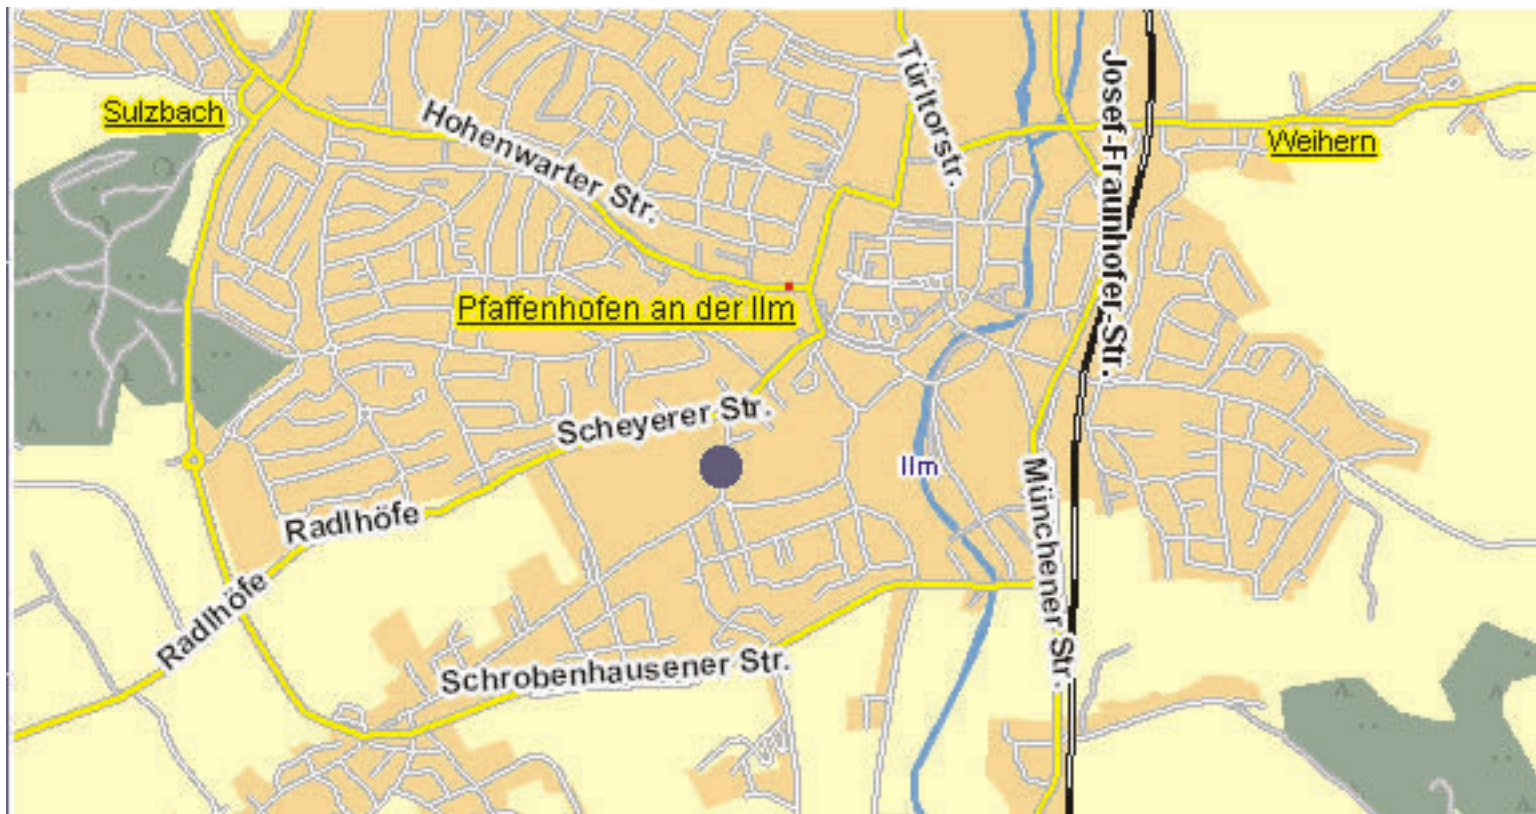 Sulzbach
Hohenwarter Str.
Türltorstr.
Josef-Fraunhofer-Str.
Weihern
Pfaffenhofen an der Ilm
Scheyerer Str.
Ilm
Radlhöfe
Münchener Str.
Radlhöfe
Schrobenhausener Str.